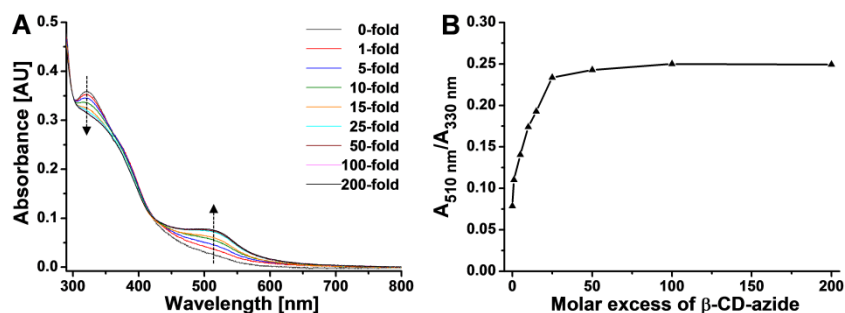 A
0.5
0.4
0.3
0.2
0.1
0.0
Absorbance [AU]
300
400
500
600
700
800
Wavelength [nm]
0-fold
1-fold
5-fold
10-fold
15-fold
25-fold
50-fold
100-fold
200-fold
B
0.30
0.25
0.20
0.15
0.10
0.05
0.00
A510 nm/A330 nm
0
50
100
150
200
Molar excess of β-CD-azide